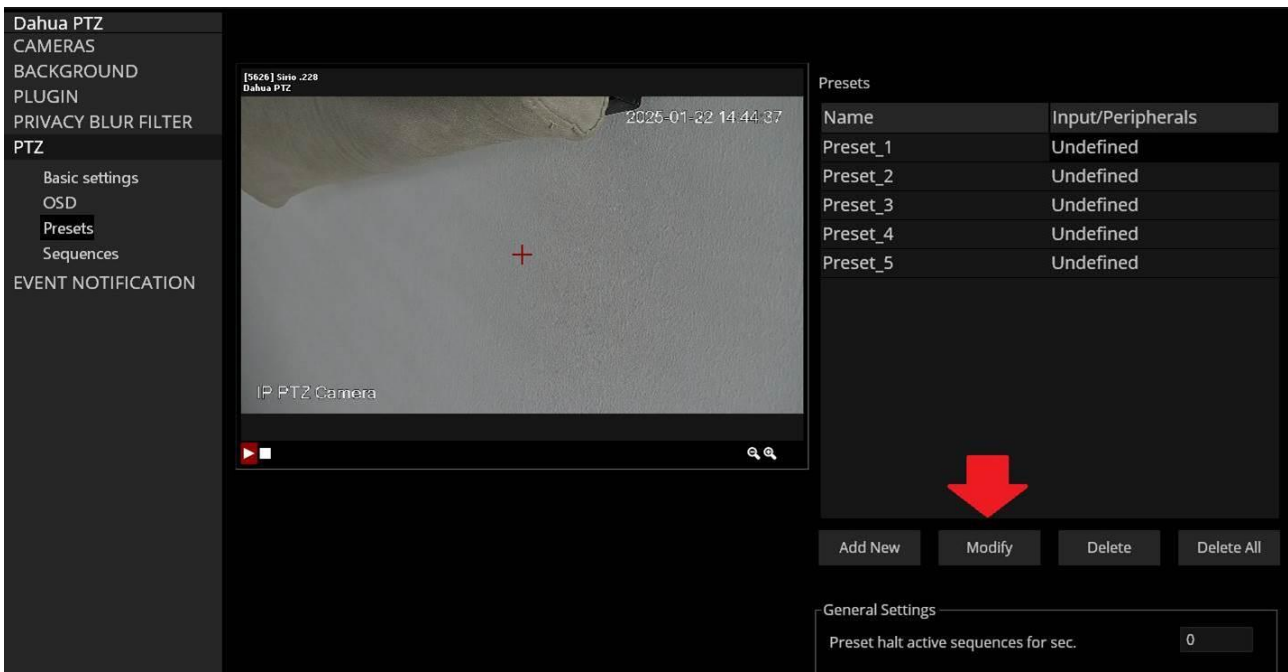 Dahua PTZ
CAMERAS
BACKGROUND
PLUGIN
PRIVACY BLUR FILTER
PTZ
Basic settings
OSD
Presets
Sequences
EVENT NOTIFICATION
[5626] Sirio .228
Dahua PTZ
2025-01-22 14:44:37
IP PTZ Camera
Presets
Name Input/Peripherals
Preset_1 Undefined
Preset_2 Undefined
Preset_3 Undefined
Preset_4 Undefined
Preset_5 Undefined
Add New Modify Delete Delete All
General Settings
Preset halt active sequences for sec. 0